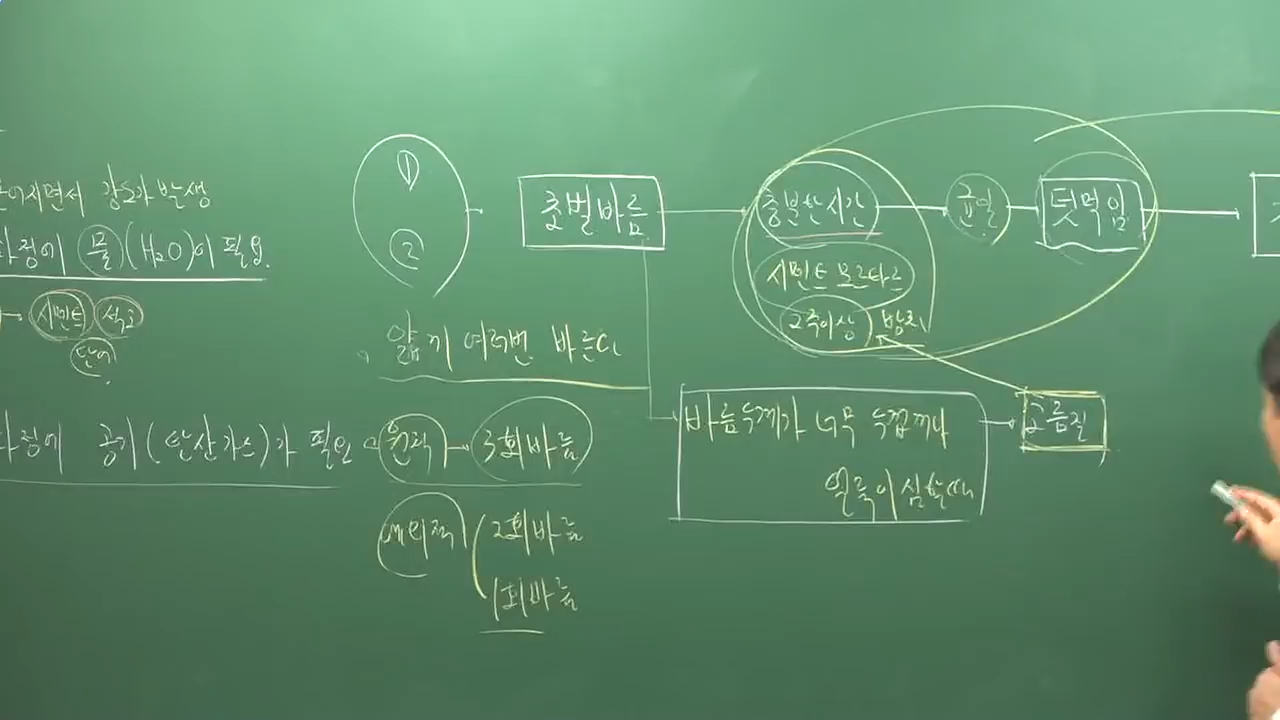 지면서 강도가 발생
과정에 물 (H₂O)이 필요.
시멘트 석고
과정에 공기 (탄산가스)가 필요
①
②
얇게 여러번 바른다
원칙 → 3회바름
2회바름
1회바름
초벌바름
충분한시간
시멘트 모르타르
2주이상 방치
균열
덧먹임
바름두께가 너무 두껍거나
요철이 심할때
고름질